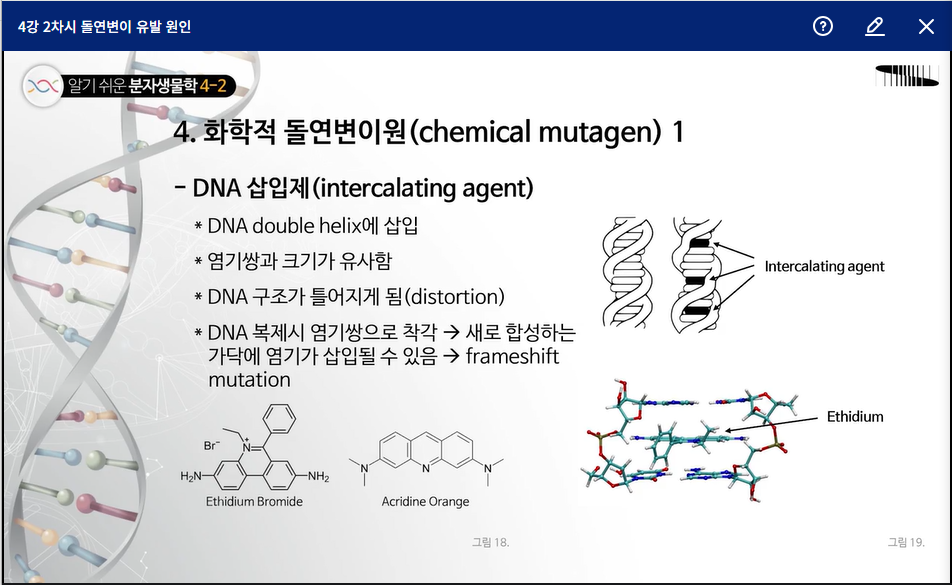 4강 2차시 돌연변이 유발 원인
알기 쉬운 분자생물학 4-2
4. 화학적 돌연변이원(chemical mutagen) 1
- DNA 삽입제(intercalating agent)
* DNA double helix에 삽입
* 염기쌍과 크기가 유사함
* DNA 구조가 틀어지게 됨(distortion)
* DNA 복제시 염기쌍으로 착각 → 새로 합성하는
가닥에 염기가 삽입될 수 있음 → frameshift
mutation
Intercalating agent
Ethidium
Br⁻
N⁺
H₂N
NH₂
Ethidium Bromide
N
N
N
Acridine Orange
그림 18.
그림 19.